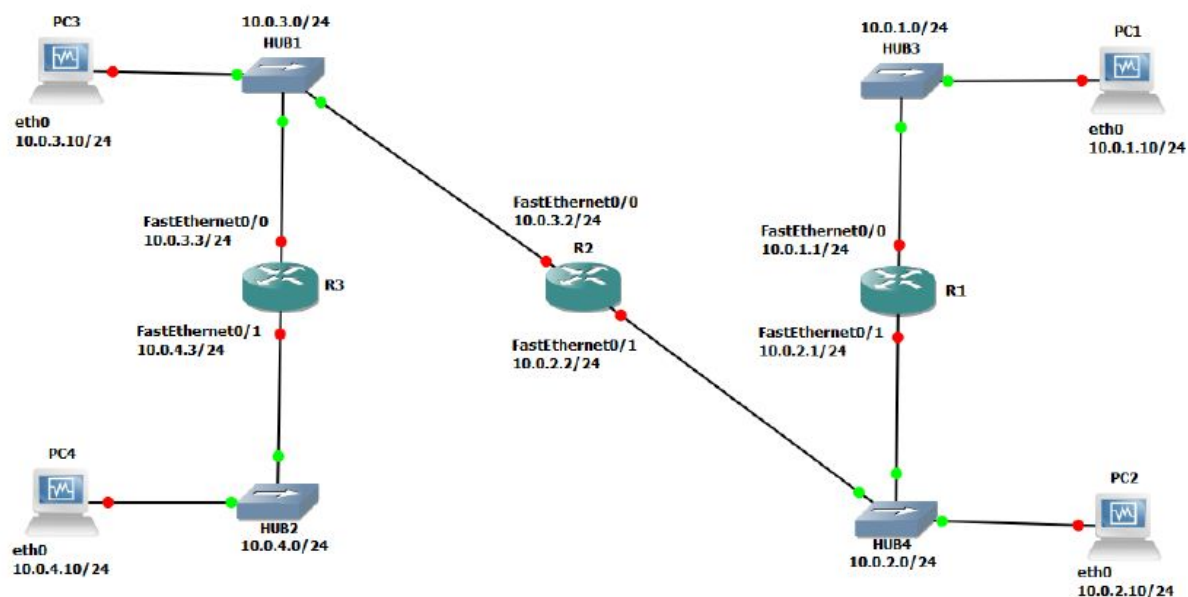 PC3
10.0.3.0/24
HUB1
eth0
10.0.3.10/24
10.0.1.0/24
HUB3
PC1
eth0
10.0.1.10/24
FastEthernet0/0
10.0.3.3/24
R3
FastEthernet0/1
10.0.4.3/24
FastEthernet0/0
10.0.3.2/24
R2
FastEthernet0/1
10.0.2.2/24
FastEthernet0/0
10.0.1.1/24
R1
FastEthernet0/1
10.0.2.1/24
PC4
eth0
10.0.4.10/24
HUB2
10.0.4.0/24
HUB4
10.0.2.0/24
PC2
eth0
10.0.2.10/24